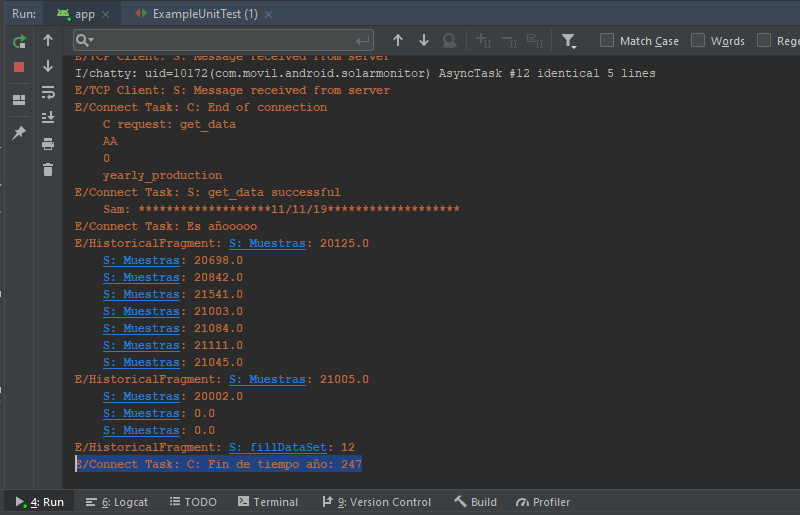 Run: app × ExampleUnitTest (1) ×
Match Case Words Rege
E/TCP Client: S: Message received from server
I/chatty: uid=10172(com.movil.android.solarmonitor) AsyncTask #12 identical 5 lines
E/TCP Client: S: Message received from server
E/Connect Task: C: End of connection
C request: get_data
AA
0
yearly_production
E/Connect Task: S: get_data successful
Sam: *******************11/11/19*******************
E/Connect Task: Es añooooo
E/HistoricalFragment: S: Muestras: 20125.0
S: Muestras: 20698.0
S: Muestras: 20842.0
S: Muestras: 21541.0
S: Muestras: 21003.0
S: Muestras: 21084.0
S: Muestras: 21111.0
S: Muestras: 21045.0
E/HistoricalFragment: S: Muestras: 21005.0
S: Muestras: 20002.0
S: Muestras: 0.0
S: Muestras: 0.0
E/HistoricalFragment: S: fillDataSet: 12
E/Connect Task: C: Fin de tiempo año: 247
4: Run 6: Logcat TODO Terminal 9: Version Control Build Profiler